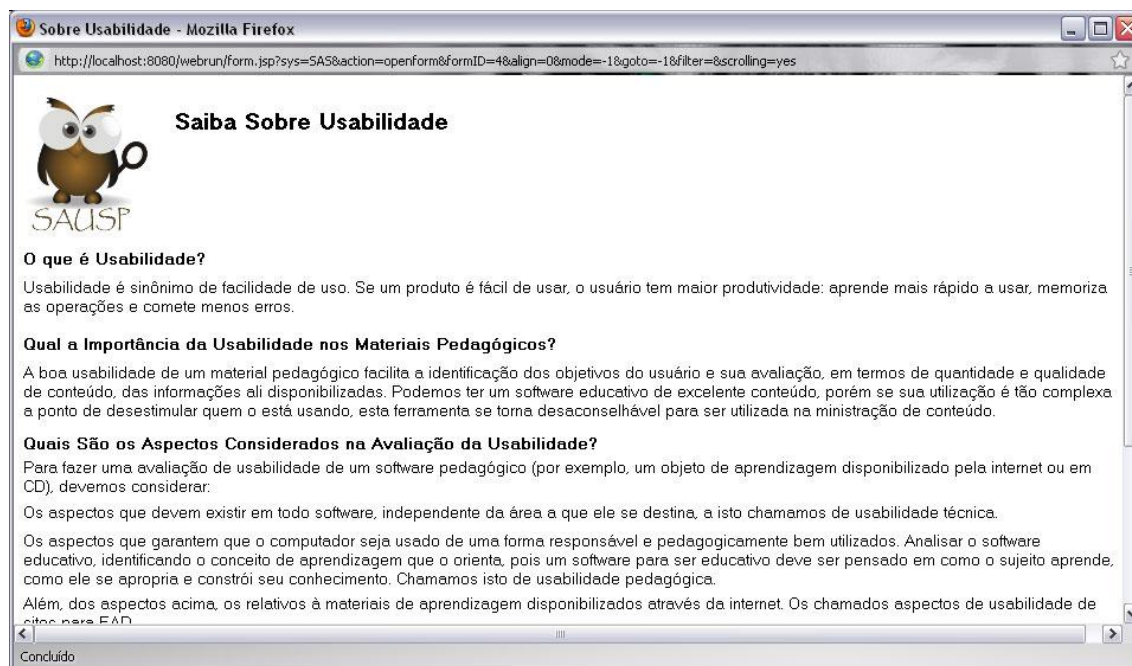 Sobre Usabilidade - Mozilla Firefox
http://localhost:8080/webrun/form.jsp?sys=SAS&action=openform&formID=4&align=0&mode=-1&goto=-1&filter=&scrolling=yes
Saiba Sobre Usabilidade
SAUSP
O que é Usabilidade?
Usabilidade é sinônimo de facilidade de uso. Se um produto é fácil de usar, o usuário tem maior produtividade: aprende mais rápido a usar, memoriza
as operações e comete menos erros.
Qual a Importância da Usabilidade nos Materiais Pedagógicos?
A boa usabilidade de um material pedagógico facilita a identificação dos objetivos do usuário e sua avaliação, em termos de quantidade e qualidade
de conteúdo, das informações ali disponibilizadas. Podemos ter um software educativo de excelente conteúdo, porém se sua utilização é tão complexa
a ponto de desestimular quem o está usando, esta ferramenta se torna desaconselhável para ser utilizada na ministração de conteúdo.
Quais São os Aspectos Considerados na Avaliação da Usabilidade?
Para fazer uma avaliação de usabilidade de um software pedagógico (por exemplo, um objeto de aprendizagem disponibilizado pela internet ou em
CD), devemos considerar:
Os aspectos que devem existir em todo software, independente da área a que ele se destina, a isto chamamos de usabilidade técnica.
Os aspectos que garantem que o computador seja usado de uma forma responsável e pedagogicamente bem utilizados. Analisar o software
educativo, identificando o conceito de aprendizagem que o orienta, pois um software para ser educativo deve ser pensado em como o sujeito aprende,
como ele se apropria e constrói seu conhecimento. Chamamos isto de usabilidade pedagógica.
Além, dos aspectos acima, os relativos à materiais de aprendizagem disponibilizados através da internet. Os chamados aspectos de usabilidade de
sites para EAD
Concluído